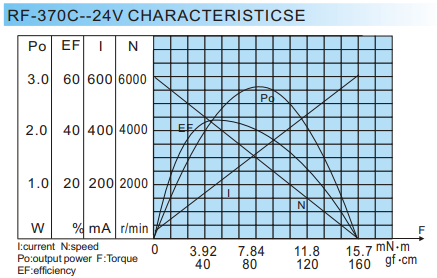 RF-370C--24V CHARACTERISTICSE
Po EF I N
3.0 60 600 6000
Po
EF
2.0 40 400 4000
1.0 20 200 2000
I
N
W % mA r/min
F
I:current N:speed
0 3.92 7.84 11.8 15.7 mN·m
Po:output power F:Torque
40 80 120 160 gf·cm
EF:efficiency